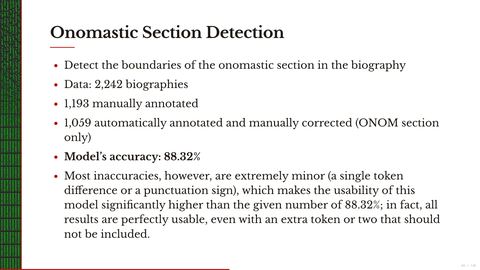 Onomastic Section Detection
Detect the boundaries of the onomastic section in the biography
Data: 2,242 biographies
1,193 manually annotated
1,059 automatically annotated and manually corrected (ONOM section
only)
Model's accuracy: 88.32%
Most inaccuracies, however, are extremely minor (a single token
difference or a punctuation sign), which makes the usability of this
model significantly higher than the given number of 88.32%; in fact, all
results are perfectly usable, even with an extra token or two that should
not be included.